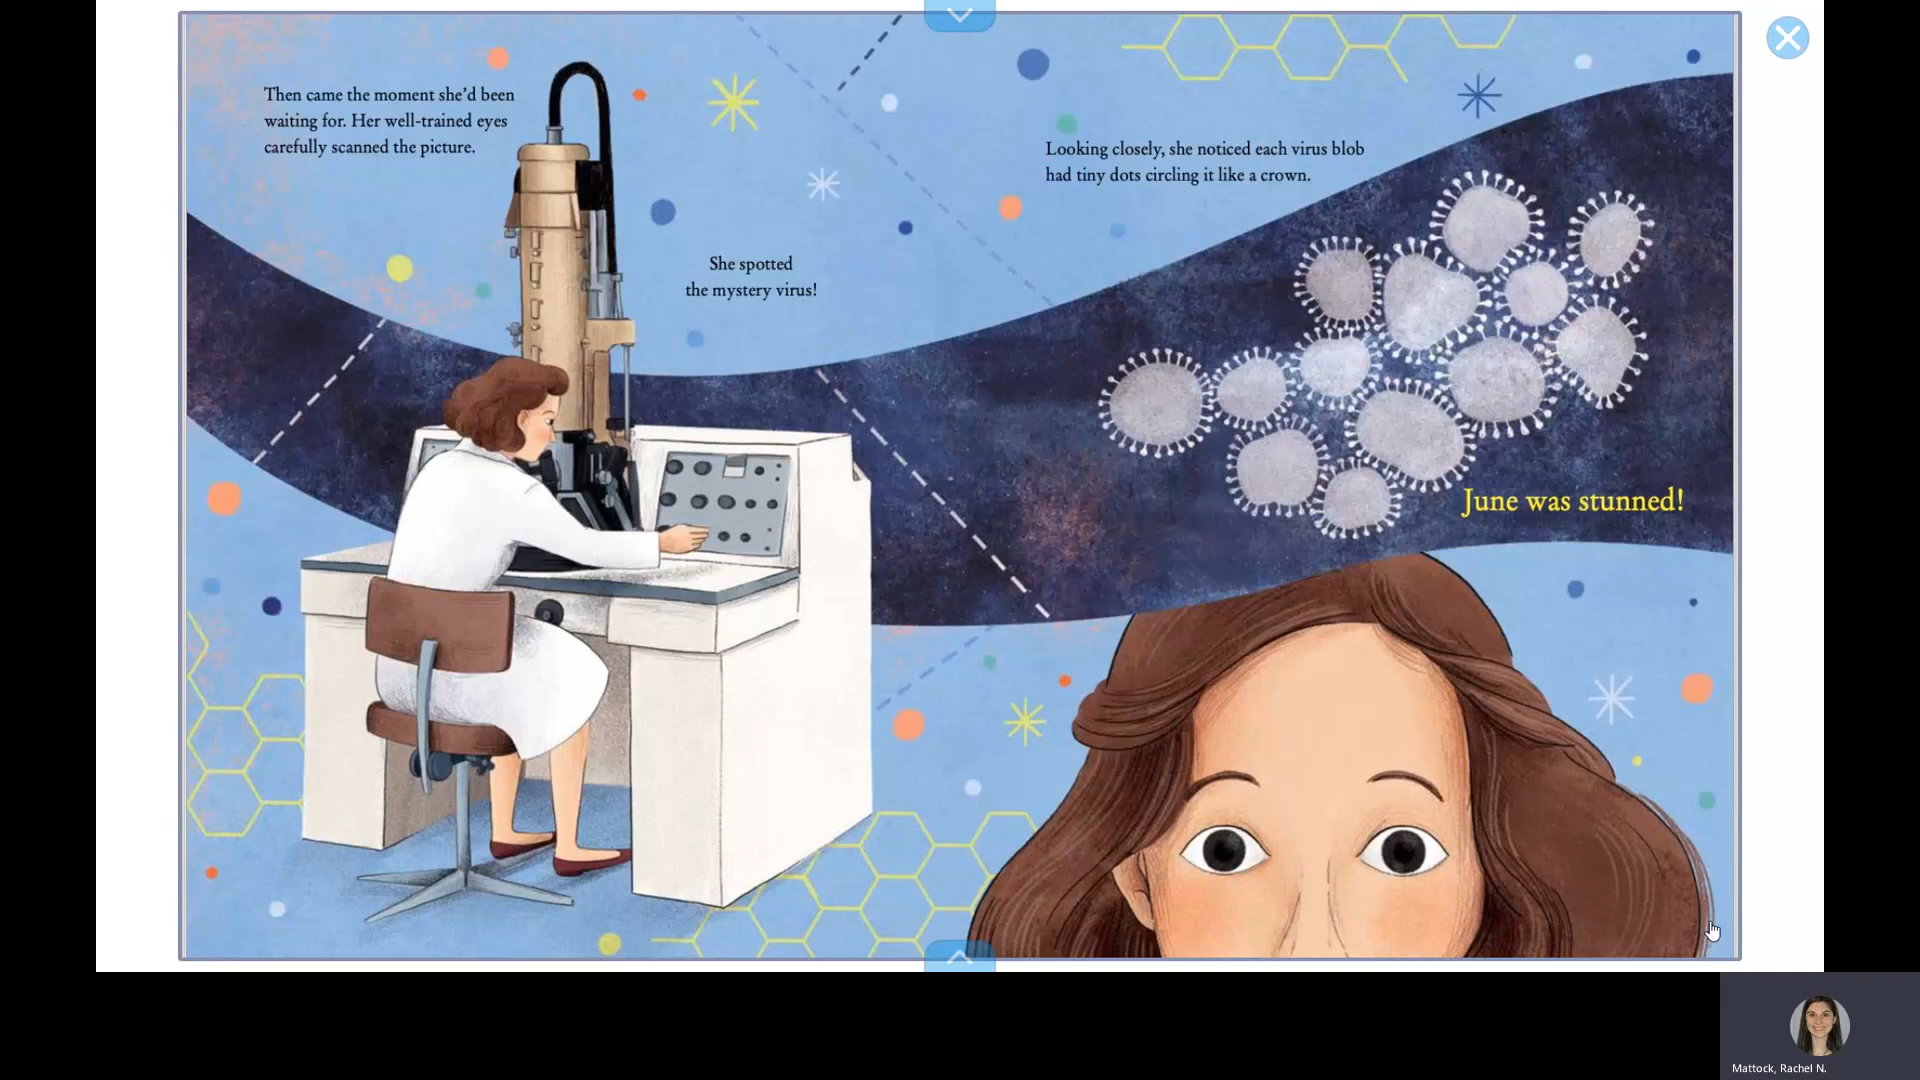 Then came the moment she’d been
waiting for. Her well-trained eyes
carefully scanned the picture.
She spotted
the mystery virus!
Looking closely, she noticed each virus blob
had tiny dots circling it like a crown.
June was stunned!
Mattock, Rachel N.